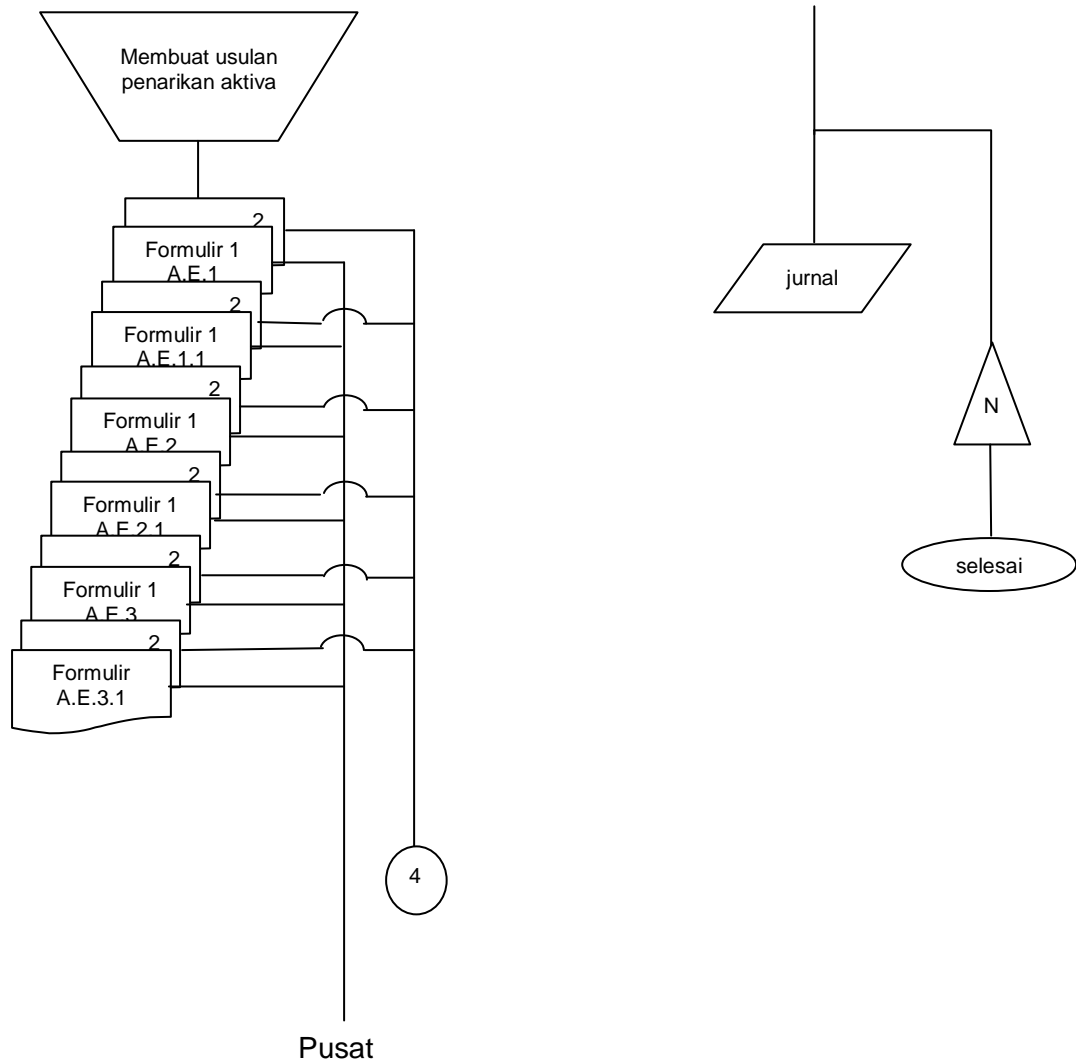 Membuat usulan
penarikan aktiva
2
Formulir 1
A.E.1
2
Formulir 1
A.E.1.1
2
Formulir 1
A.E.2
2
Formulir 1
A.E.2.1
2
Formulir 1
A.E.3
2
Formulir
A.E.3.1
4
Pusat
jurnal
N
selesai